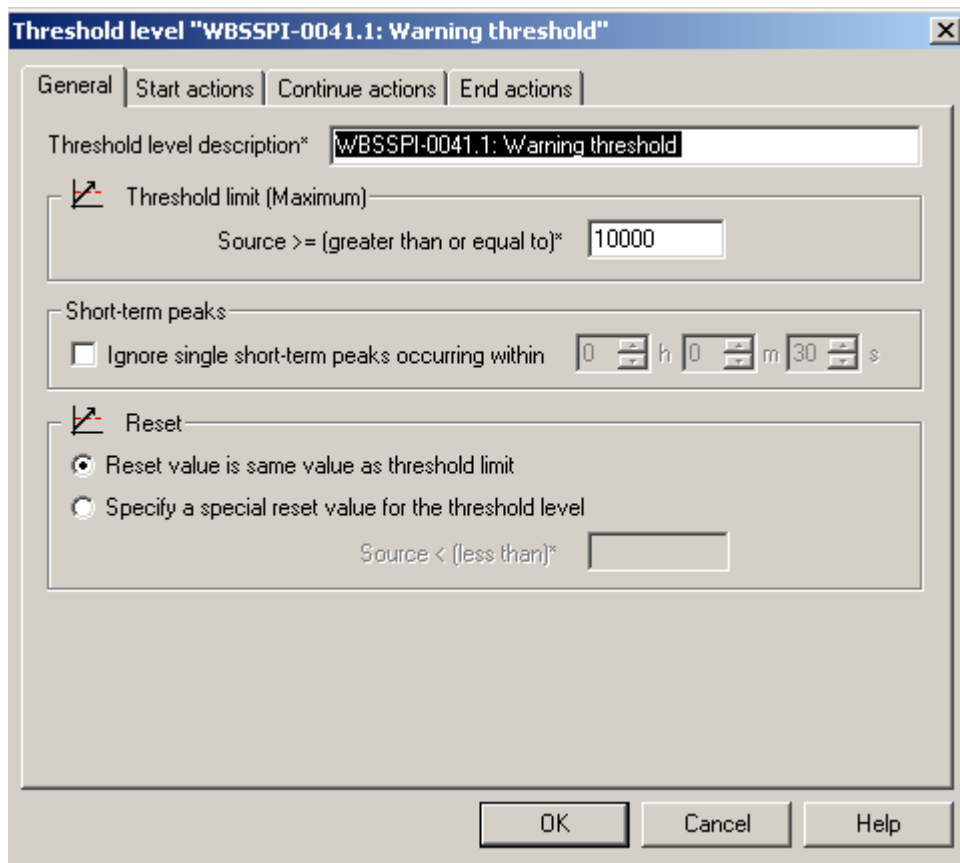 Threshold level "WBSSPI-0041.1: Warning threshold"
General Start actions Continue actions End actions
Threshold level description* WBSSPI-0041.1: Warning threshold
Threshold limit (Maximum)
Source >= (greater than or equal to)* 10000
Short-term peaks
Ignore single short-term peaks occurring within 0 h 0 m 30 s
Reset
Reset value is same value as threshold limit
Specify a special reset value for the threshold level
Source < (less than)*
OK Cancel Help